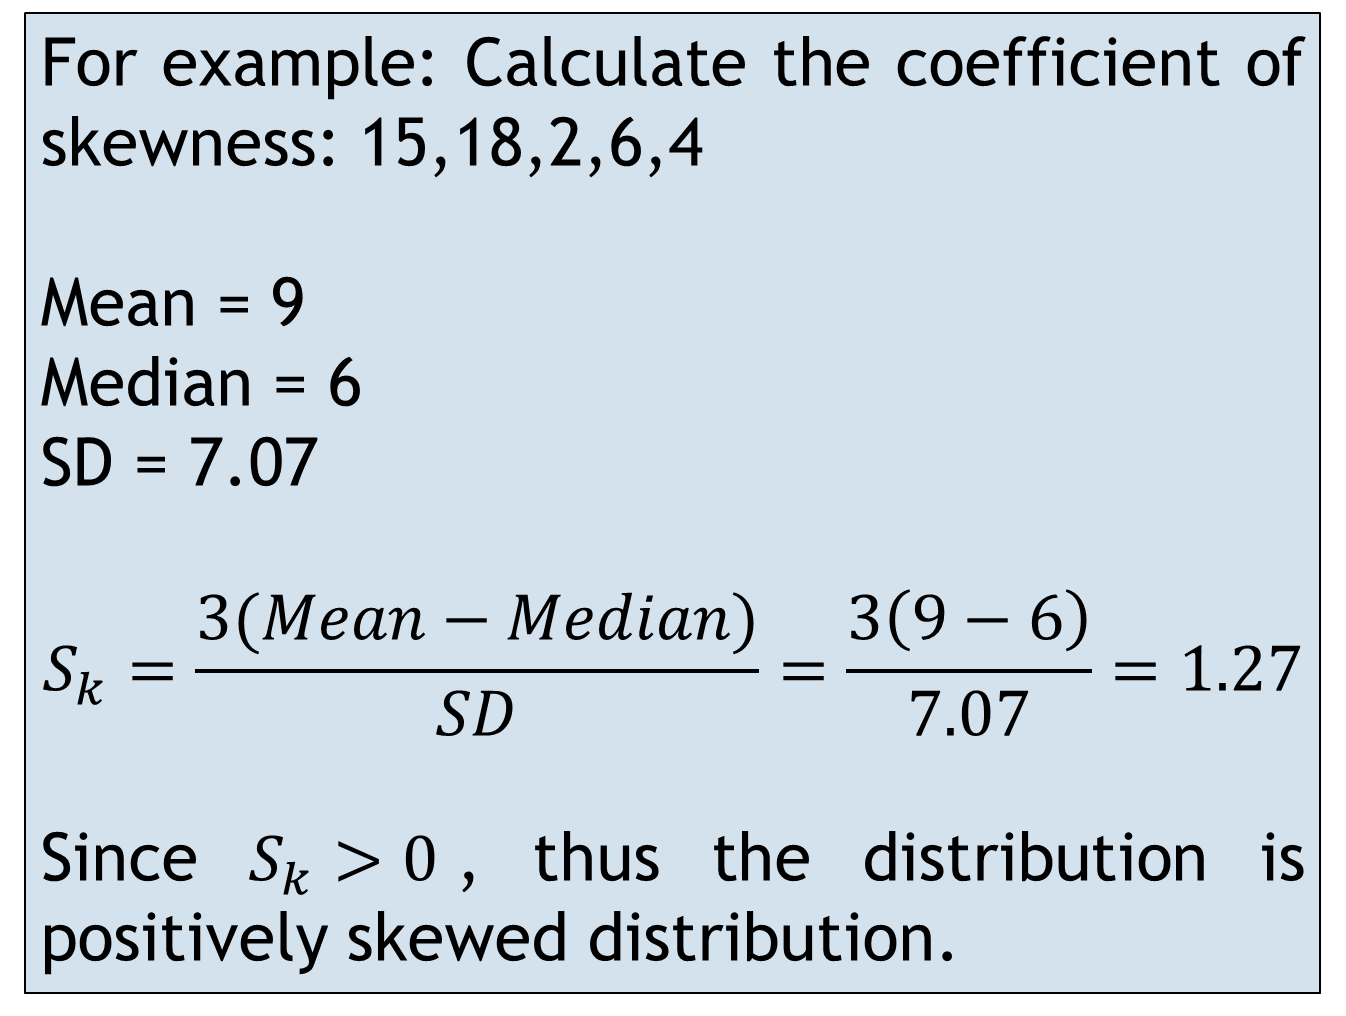 For example: Calculate the coefficient of
skewness: 15,18,2,6,4
Mean = 9
Median = 6
SD = 7.07
S_k = 3(Mean − Median) / SD = 3(9 − 6) / 7.07 = 1.27
Since S_k > 0 , thus the distribution is
positively skewed distribution.